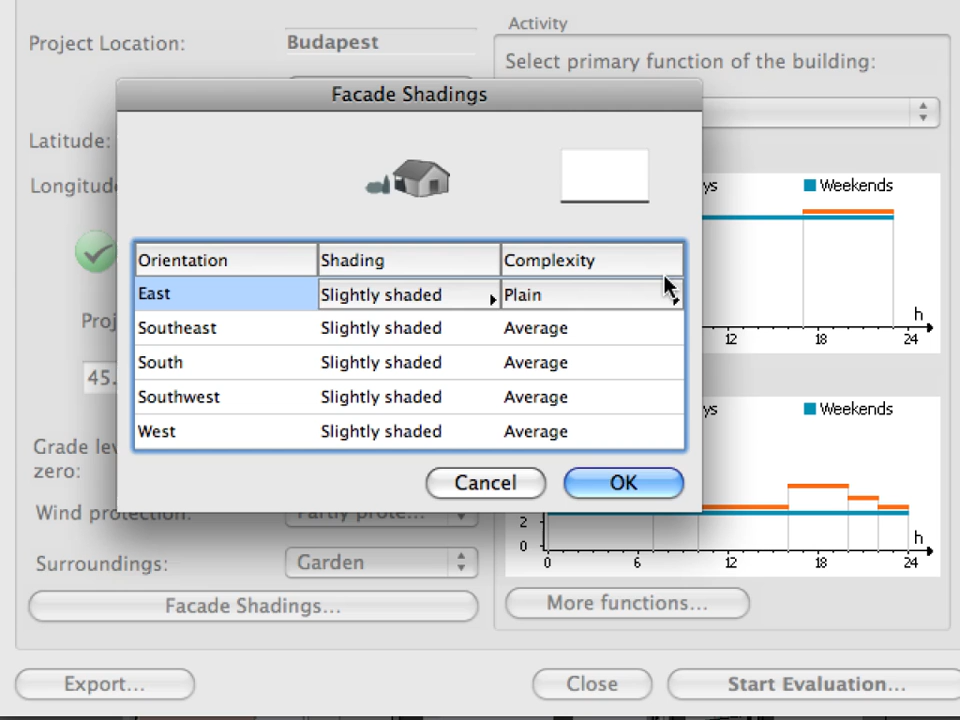 Activity
Project Location:
Budapest
Select primary function of the building:
Facade Shadings
Latitude:
Weekends
Orientation Shading Complexity
East Slightly shaded Plain
Southeast Slightly shaded Average
South Slightly shaded Average
Southwest Slightly shaded Average
West Slightly shaded Average
h
12 18 24
45.
Weekends
Cancel OK
zero:
Wind protection:
Surroundings: Garden
2
0
h
0 6 12 18 24
Facade Shadings...
More functions...
Export...
Close
Start Evaluation...